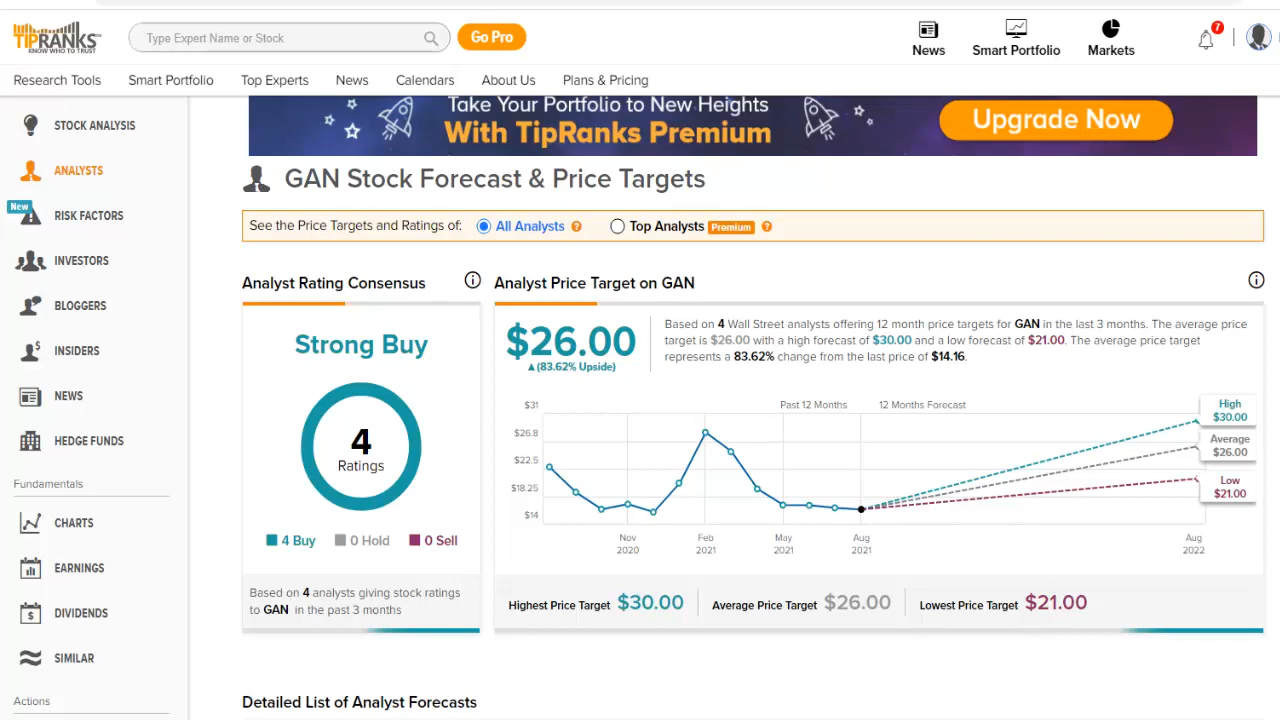 TIPRANKS
KNOW WHO TO TRUST
Type Expert Name or Stock
Go Pro
News
Smart Portfolio
Markets
7
Research Tools
Smart Portfolio
Top Experts
News
Calendars
About Us
Plans & Pricing
STOCK ANALYSIS
ANALYSTS
New
RISK FACTORS
INVESTORS
BLOGGERS
INSIDERS
NEWS
HEDGE FUNDS
Fundamentals
CHARTS
EARNINGS
DIVIDENDS
SIMILAR
Actions
Take Your Portfolio to New Heights
With TipRanks Premium
Upgrade Now
GAN Stock Forecast & Price Targets
See the Price Targets and Ratings of:
All Analysts ?
Top Analysts Premium ?
Analyst Rating Consensus
Strong Buy
4
Ratings
4 Buy
0 Hold
0 Sell
Based on 4 analysts giving stock ratings
to GAN in the past 3 months
Analyst Price Target on GAN
$26.00
▲(83.62% Upside)
Based on 4 Wall Street analysts offering 12 month price targets for GAN in the last 3 months. The average price
target is $26.00 with a high forecast of $30.00 and a low forecast of $21.00. The average price target
represents a 83.62% change from the last price of $14.16.
Past 12 Months
12 Months Forecast
$31
$26.8
$22.5
$18.25
$14
High
$30.00
Average
$26.00
Low
$21.00
Nov
2020
Feb
2021
May
2021
Aug
2021
Aug
2022
Highest Price Target $30.00
Average Price Target $26.00
Lowest Price Target $21.00
Detailed List of Analyst Forecasts